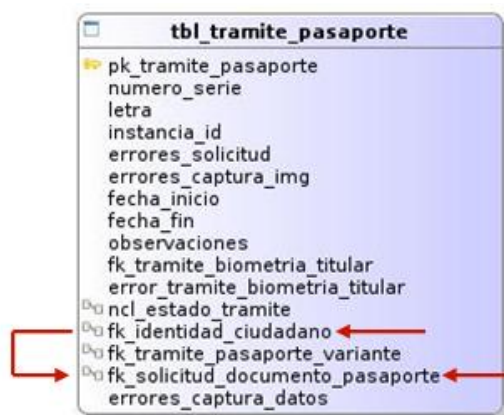 tbl_tramite_pasaporte
pk_tramite_pasaporte
numero_serie
letra
instancia_id
errores_solicitud
errores_captura_img
fecha_inicio
fecha_fin
observaciones
fk_tramite_biometria_titular
error_tramite_biometria_titular
ncl_estado_tramite
fk_identidad_ciudadano
fk_tramite_pasaporte_variante
fk_solicitud_documento_pasaporte
errores_captura_datos